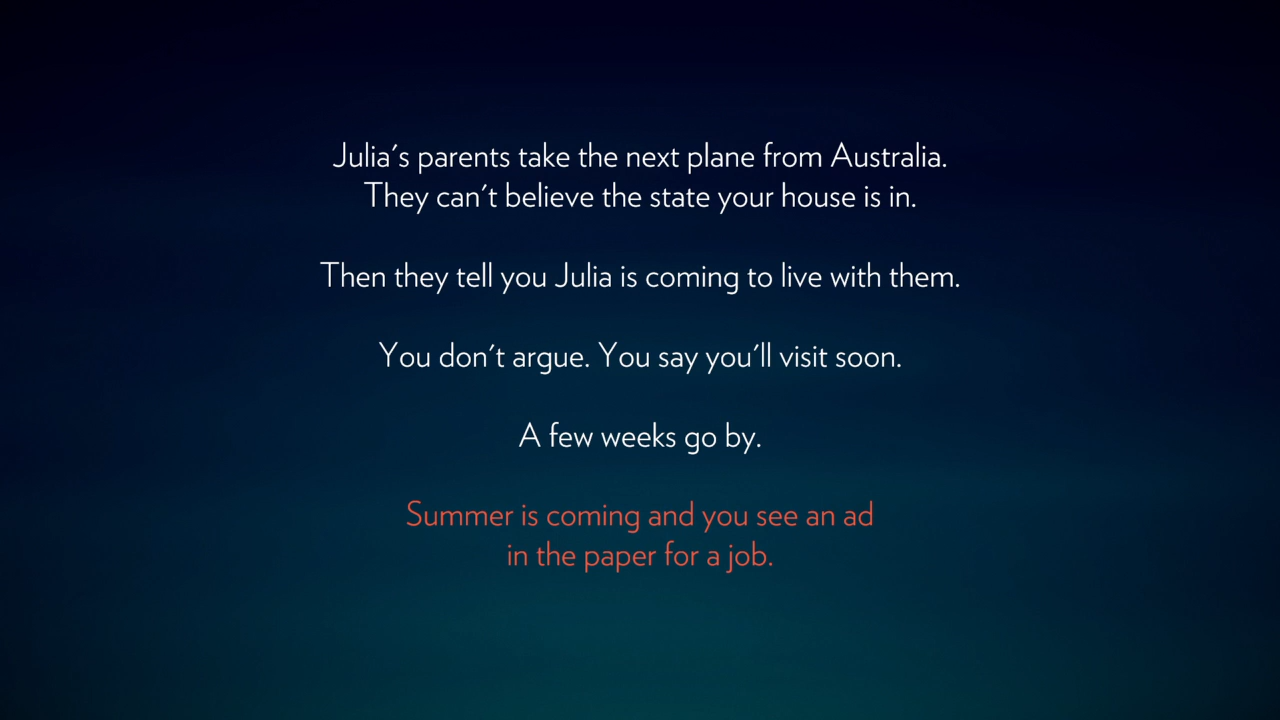 Julia's parents take the next plane from Australia.
They can't believe the state your house is in.
Then they tell you Julia is coming to live with them.
You don't argue. You say you'll visit soon.
A few weeks go by.
Summer is coming and you see an ad
in the paper for a job.